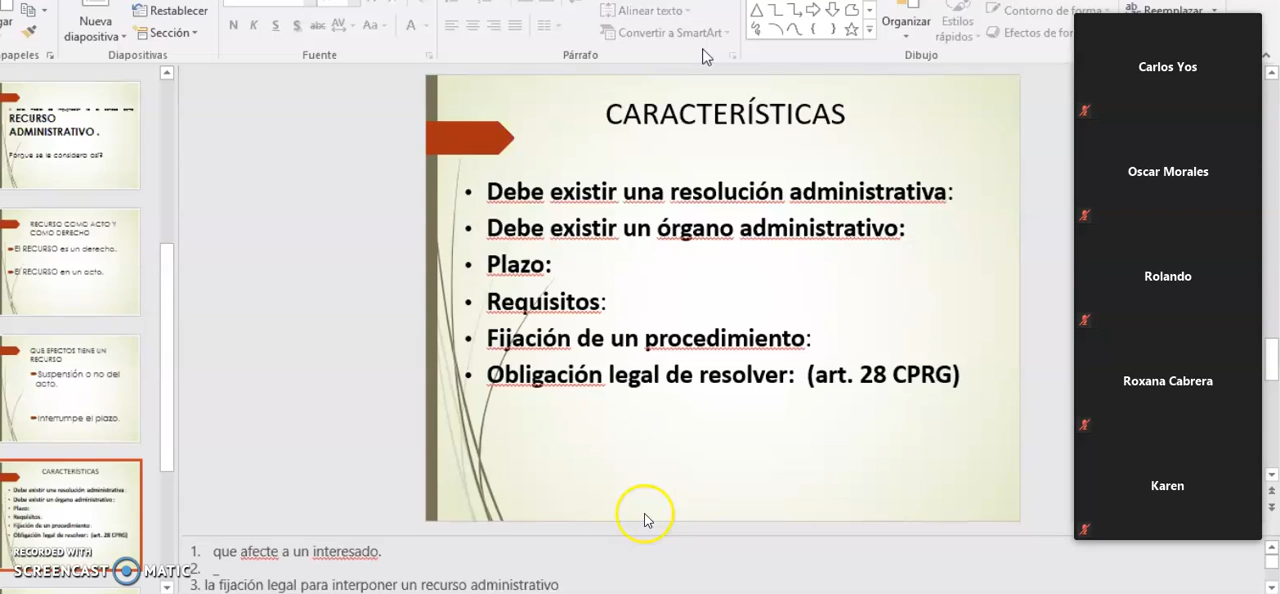 Restablecer
Nueva
diapositiva
Sección
Diapositivas
Fuente
Alinear texto
Convertir a SmartArt
Párrafo
Organizar
Estilos
rápidos
Contorno de forma
Efectos de for
Dibujo
Reemplazar
RECURSO
ADMINISTRATIVO .
Porque se le considera así?
RECURSO COMO ACTO Y
COMO DERECHO
El RECURSO es un derecho.
El RECURSO en un acto.
QUE EFECTOS TIENE UN
RECURSO
Suspensión o no del
acto.
Interrumpe el plazo.
CARACTERÍSTICAS
Debe existir una resolución administrativa:
Debe existir un órgano administrativo:
Plazo:
Requisitos:
Fijación de un procedimiento:
Obligación legal de resolver: (art. 28 CPRG)
RECORDED WITH
SCREENCAST MATIC
CARACTERÍSTICAS
• Debe existir una resolución administrativa:
• Debe existir un órgano administrativo:
• Plazo:
• Requisitos:
• Fijación de un procedimiento:
• Obligación legal de resolver: (art. 28 CPRG)
1. que afecte a un interesado.
2. _
3. la fijación legal para interponer un recurso administrativo
Carlos Yos
Oscar Morales
Rolando
Roxana Cabrera
Karen